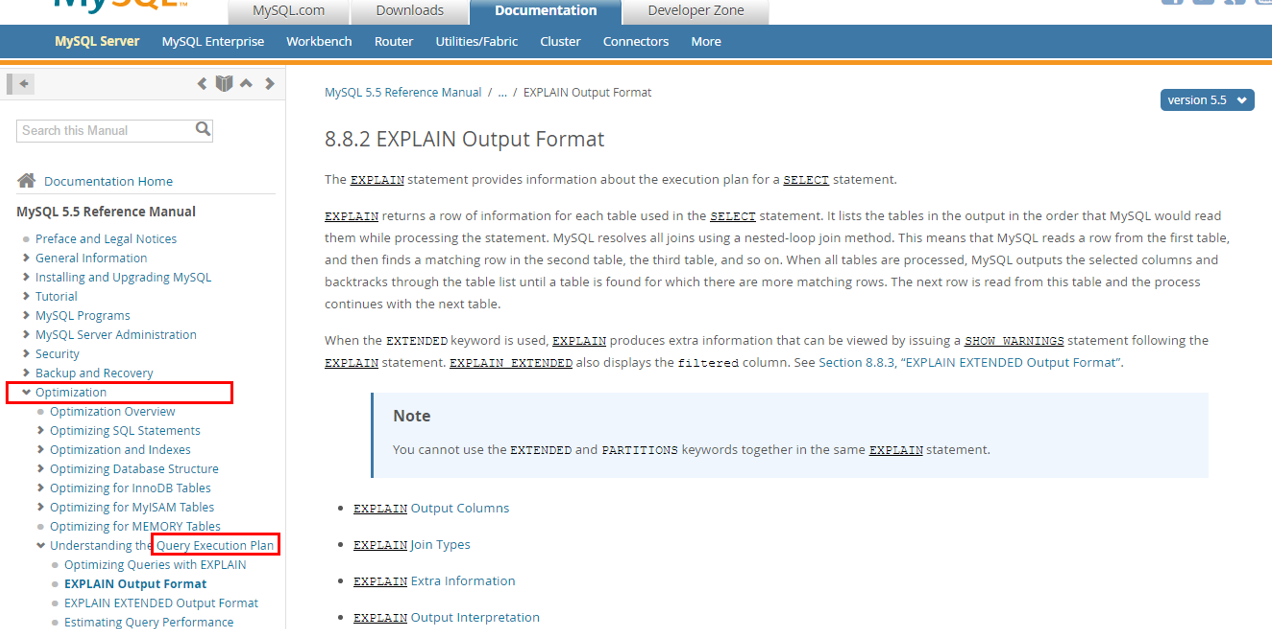 MySQL™
MySQL.com
Downloads
Documentation
Developer Zone
MySQL Server
MySQL Enterprise
Workbench
Router
Utilities/Fabric
Cluster
Connectors
More
Search this Manual
Documentation Home
MySQL 5.5 Reference Manual
Preface and Legal Notices
General Information
Installing and Upgrading MySQL
Tutorial
MySQL Programs
MySQL Server Administration
Security
Backup and Recovery
Optimization
Optimization Overview
Optimizing SQL Statements
Optimization and Indexes
Optimizing Database Structure
Optimizing for InnoDB Tables
Optimizing for MyISAM Tables
Optimizing for MEMORY Tables
Understanding the Query Execution Plan
Optimizing Queries with EXPLAIN
EXPLAIN Output Format
EXPLAIN EXTENDED Output Format
Estimating Query Performance
MySQL 5.5 Reference Manual / ... / EXPLAIN Output Format
version 5.5
8.8.2 EXPLAIN Output Format
The EXPLAIN statement provides information about the execution plan for a SELECT statement.
EXPLAIN returns a row of information for each table used in the SELECT statement. It lists the tables in the output in the order that MySQL would read
them while processing the statement. MySQL resolves all joins using a nested-loop join method. This means that MySQL reads a row from the first table,
and then finds a matching row in the second table, the third table, and so on. When all tables are processed, MySQL outputs the selected columns and
backtracks through the table list until a table is found for which there are more matching rows. The next row is read from this table and the process
continues with the next table.
When the EXTENDED keyword is used, EXPLAIN produces extra information that can be viewed by issuing a SHOW WARNINGS statement following the
EXPLAIN statement. EXPLAIN EXTENDED also displays the filtered column. See Section 8.8.3, “EXPLAIN EXTENDED Output Format”.
Note
You cannot use the EXTENDED and PARTITIONS keywords together in the same EXPLAIN statement.
EXPLAIN Output Columns
EXPLAIN Join Types
EXPLAIN Extra Information
EXPLAIN Output Interpretation